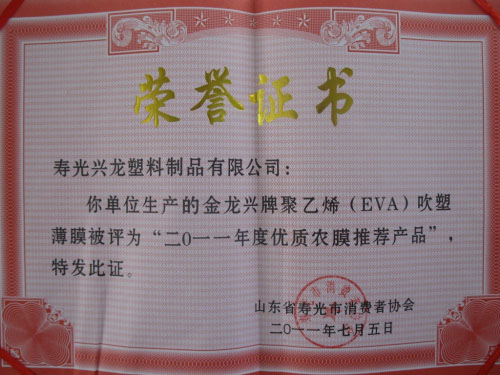 荣誉证书
寿光兴龙塑料制品有限公司:
你单位生产的金龙兴牌聚乙烯(EVA)吹塑
薄膜被评为“二0一一年度优质农膜推荐产品”,
特发此证。
山东省寿光市消费者协会
二0一一年七月五日